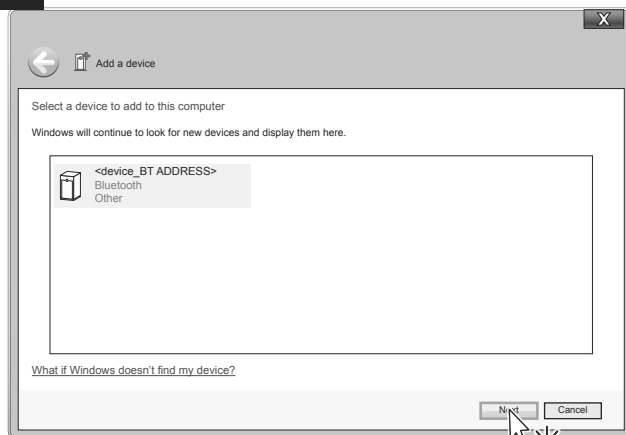 X
Add a device
Select a device to add to this computer
Windows will continue to look for new devices and display them here.
<device_BT ADDRESS>
Bluetooth
Other
What if Windows doesn't find my device?
Next
Cancel